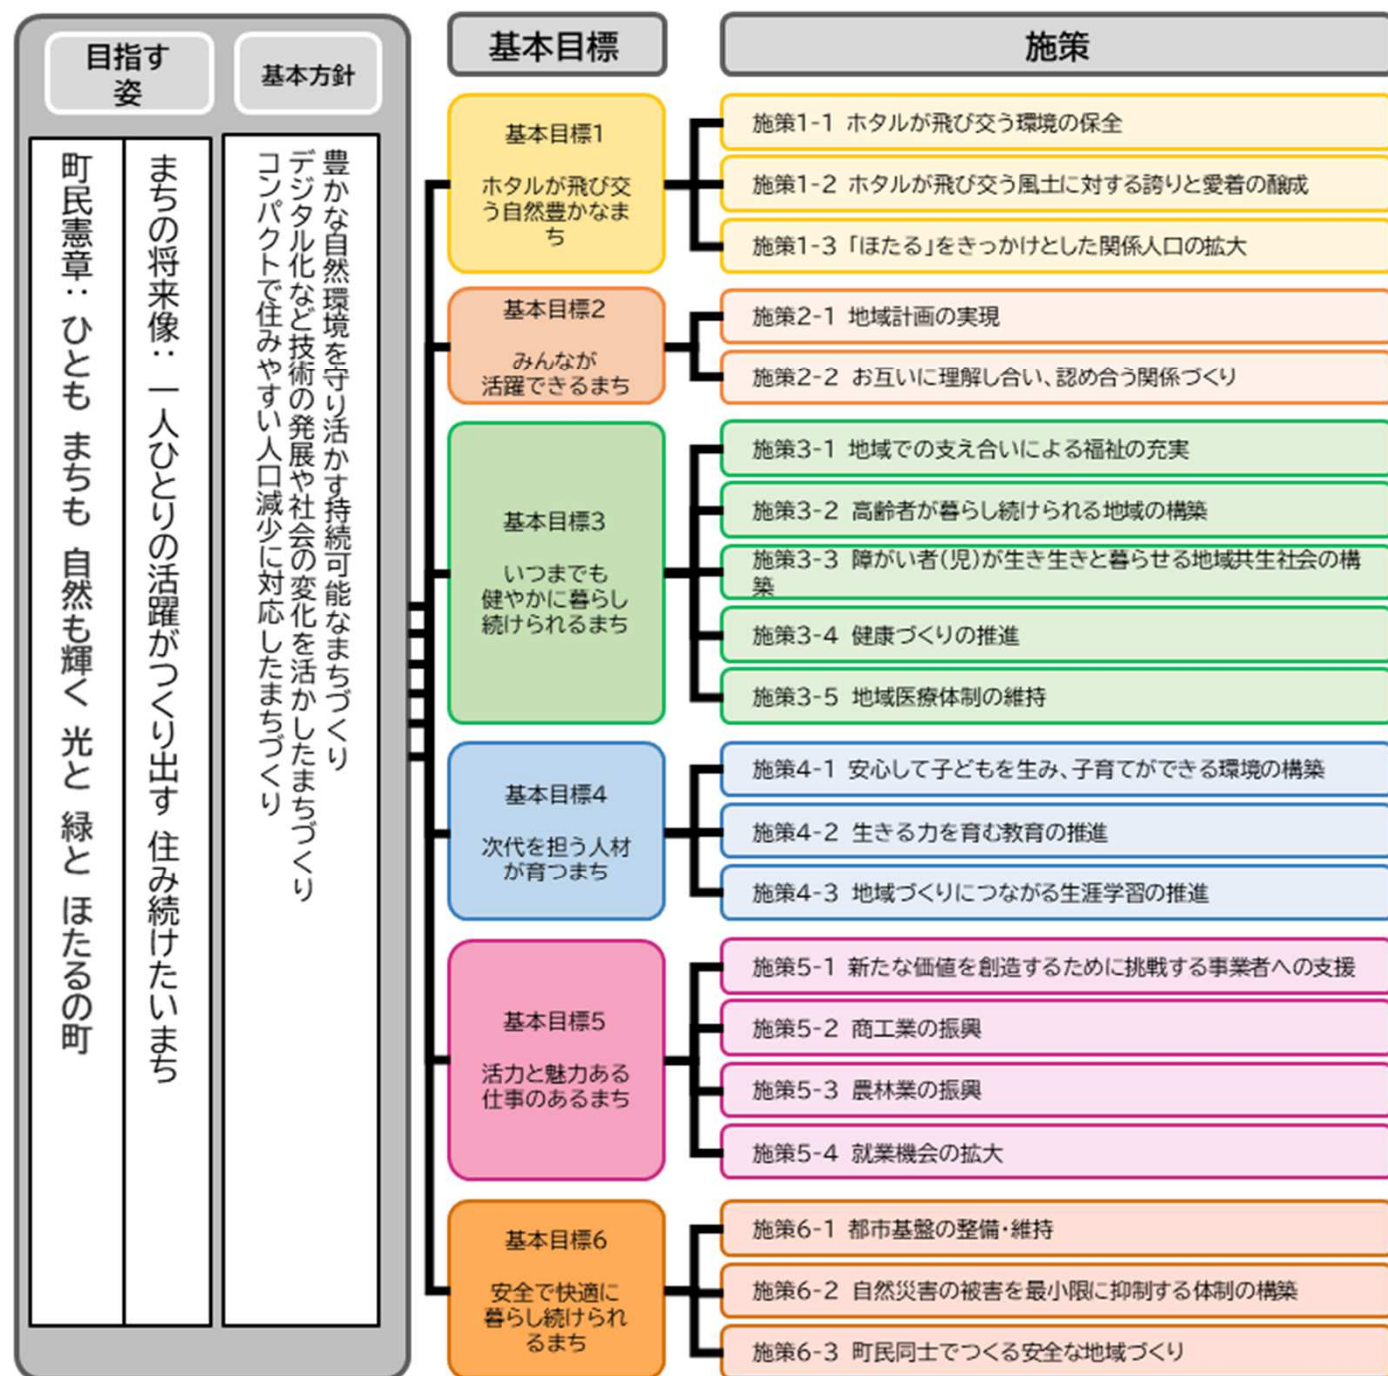 目指す
姿
基本方針
基本目標
施策
町民憲章： ひとも まちも 自然も輝く 光と 緑と ほたるの町
まちの将来像： 一人ひとりの活躍がつくり出す 住み続けたいまち
豊かな自然環境を守り活かす持続可能なまちづくり
デジタル化など技術の発展や社会の変化を活かしたまちづくり
コンパクトで住みやすい人口減少に対応したまちづくり
基本目標1
ホタルが飛び交
う自然豊かなま
ち
施策1-1 ホタルが飛び交う環境の保全
施策1-2 ホタルが飛び交う風土に対する誇りと愛着の醸成
施策1-3 「ほたる」をきっかけとした関係人口の拡大
基本目標2
みんなが
活躍できるまち
施策2-1 地域計画の実現
施策2-2 お互いに理解し合い、認め合う関係づくり
基本目標3
いつまでも
健やかに暮らし
続けられるまち
施策3-1 地域での支え合いによる福祉の充実
施策3-2 高齢者が暮らし続けられる地域の構築
施策3-3 障がい者(児)が生き生きと暮らせる地域共生社会の構
築
施策3-4 健康づくりの推進
施策3-5 地域医療体制の維持
基本目標4
次代を担う人材
が育つまち
施策4-1 安心して子どもを生み、子育てができる環境の構築
施策4-2 生きる力を育む教育の推進
施策4-3 地域づくりにつながる生涯学習の推進
基本目標5
活力と魅力ある
仕事のあるまち
施策5-1 新たな価値を創造するために挑戦する事業者への支援
施策5-2 商工業の振興
施策5-3 農林業の振興
施策5-4 就業機会の拡大
基本目標6
安全で快適に
暮らし続けられ
るまち
施策6-1 都市基盤の整備・維持
施策6-2 自然災害の被害を最小限に抑制する体制の構築
施策6-3 町民同士でつくる安全な地域づくり